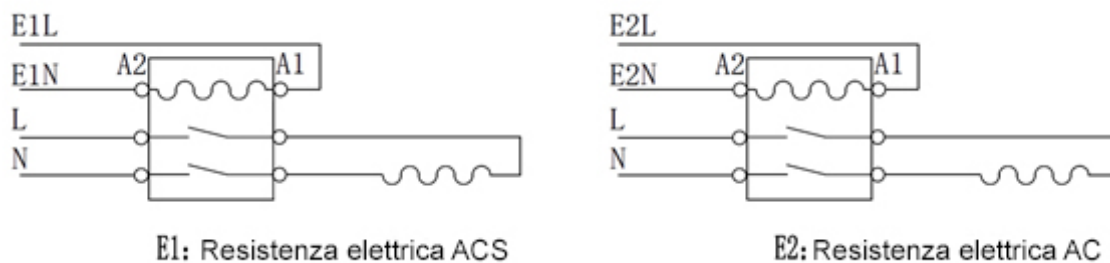 E1L
E1N
A2
A1
L
N
E1: Resistenza elettrica ACS
E2L
E2N
A2
A1
L
N
E2: Resistenza elettrica AC